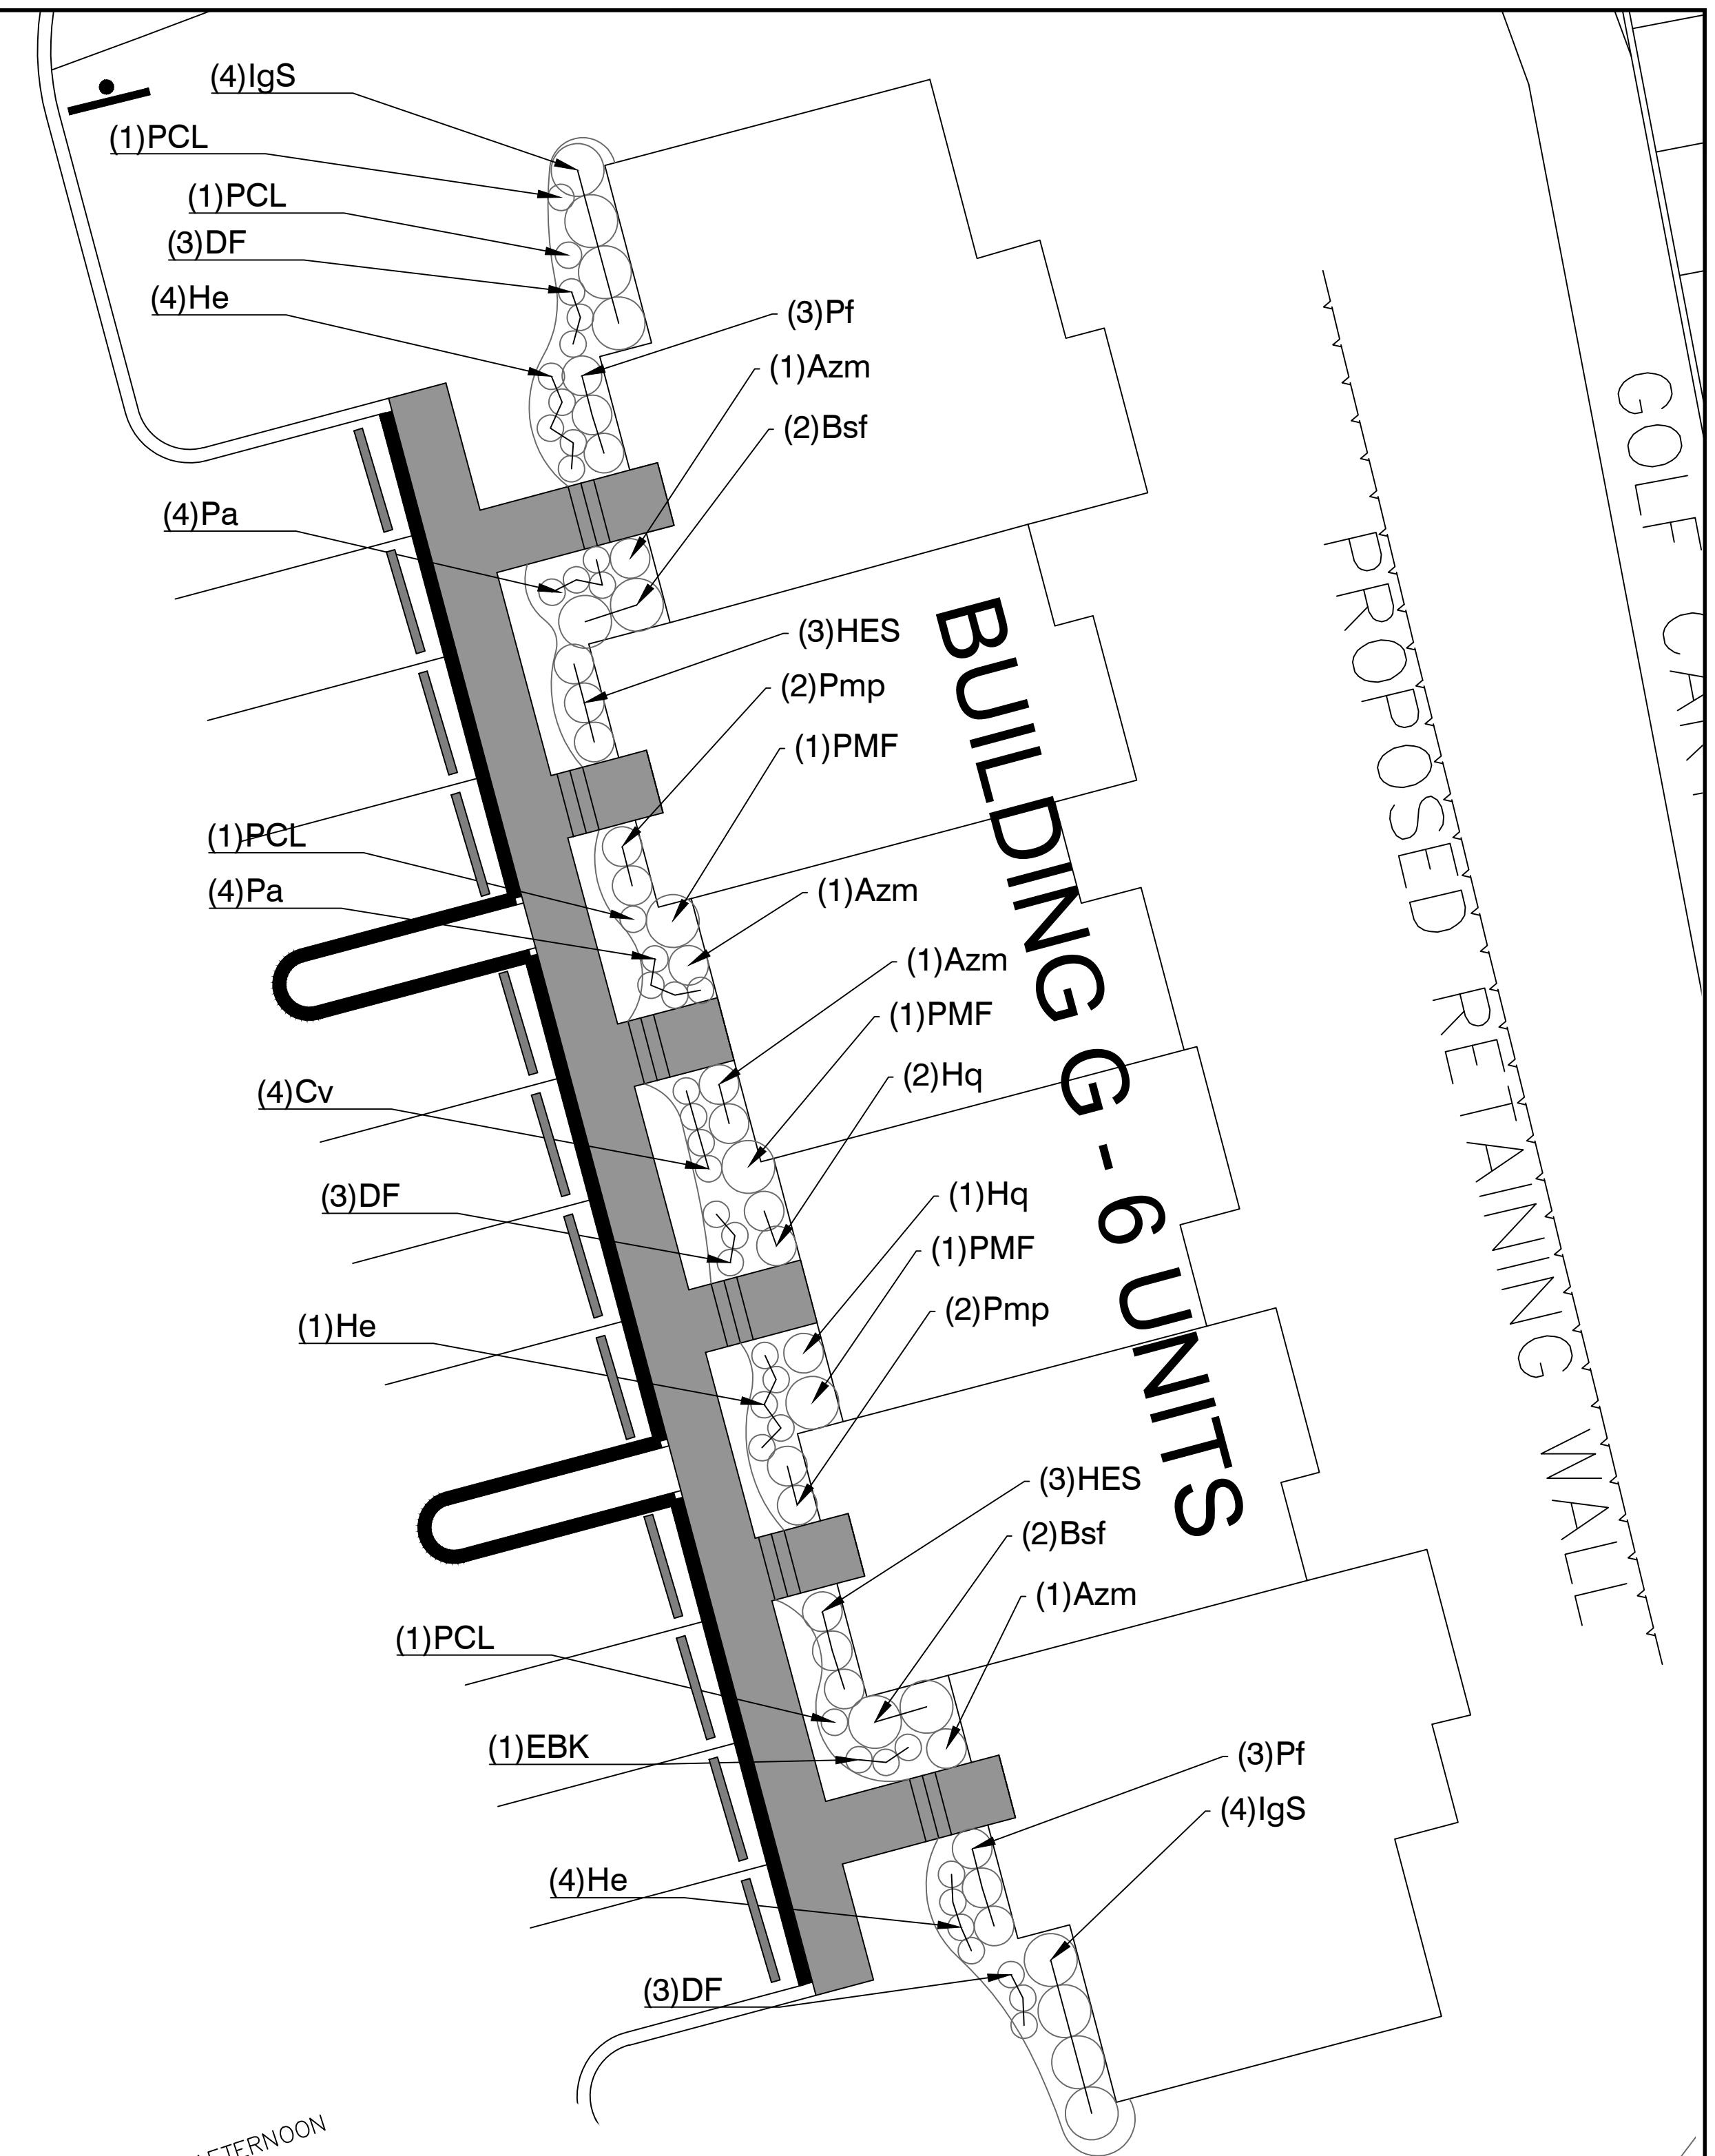 (4)IgS
(1)PCL
(1)PCL
(3)DF
(4)He
(3)Pf
(1)Azm
(2)Bsf
(4)Pa
(3)HES
(2)Pmp
(1)PMF
(1)PCL
(4)Pa
(1)Azm
(1)Azm
(1)PMF
(2)Hq
(4)Cv
(3)DF
(1)Hq
(1)PMF
(2)Pmp
(1)He
(3)HES
(2)Bsf
(1)Azm
(1)PCL
(1)EBK
(3)Pf
(4)IgS
(4)He
(3)DF
BUILDING G - 6 UNITS
PROPOSED RETAINING WALL
GOLF